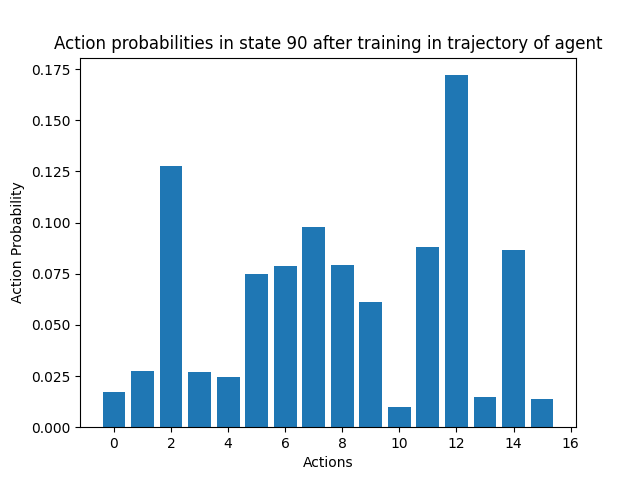 Action probabilities in state 90 after training in trajectory of agent
0.175
0.150
0.125
0.100
0.075
0.050
0.025
0.000
Action Probability
0 2 4 6 8 10 12 14 16
Actions